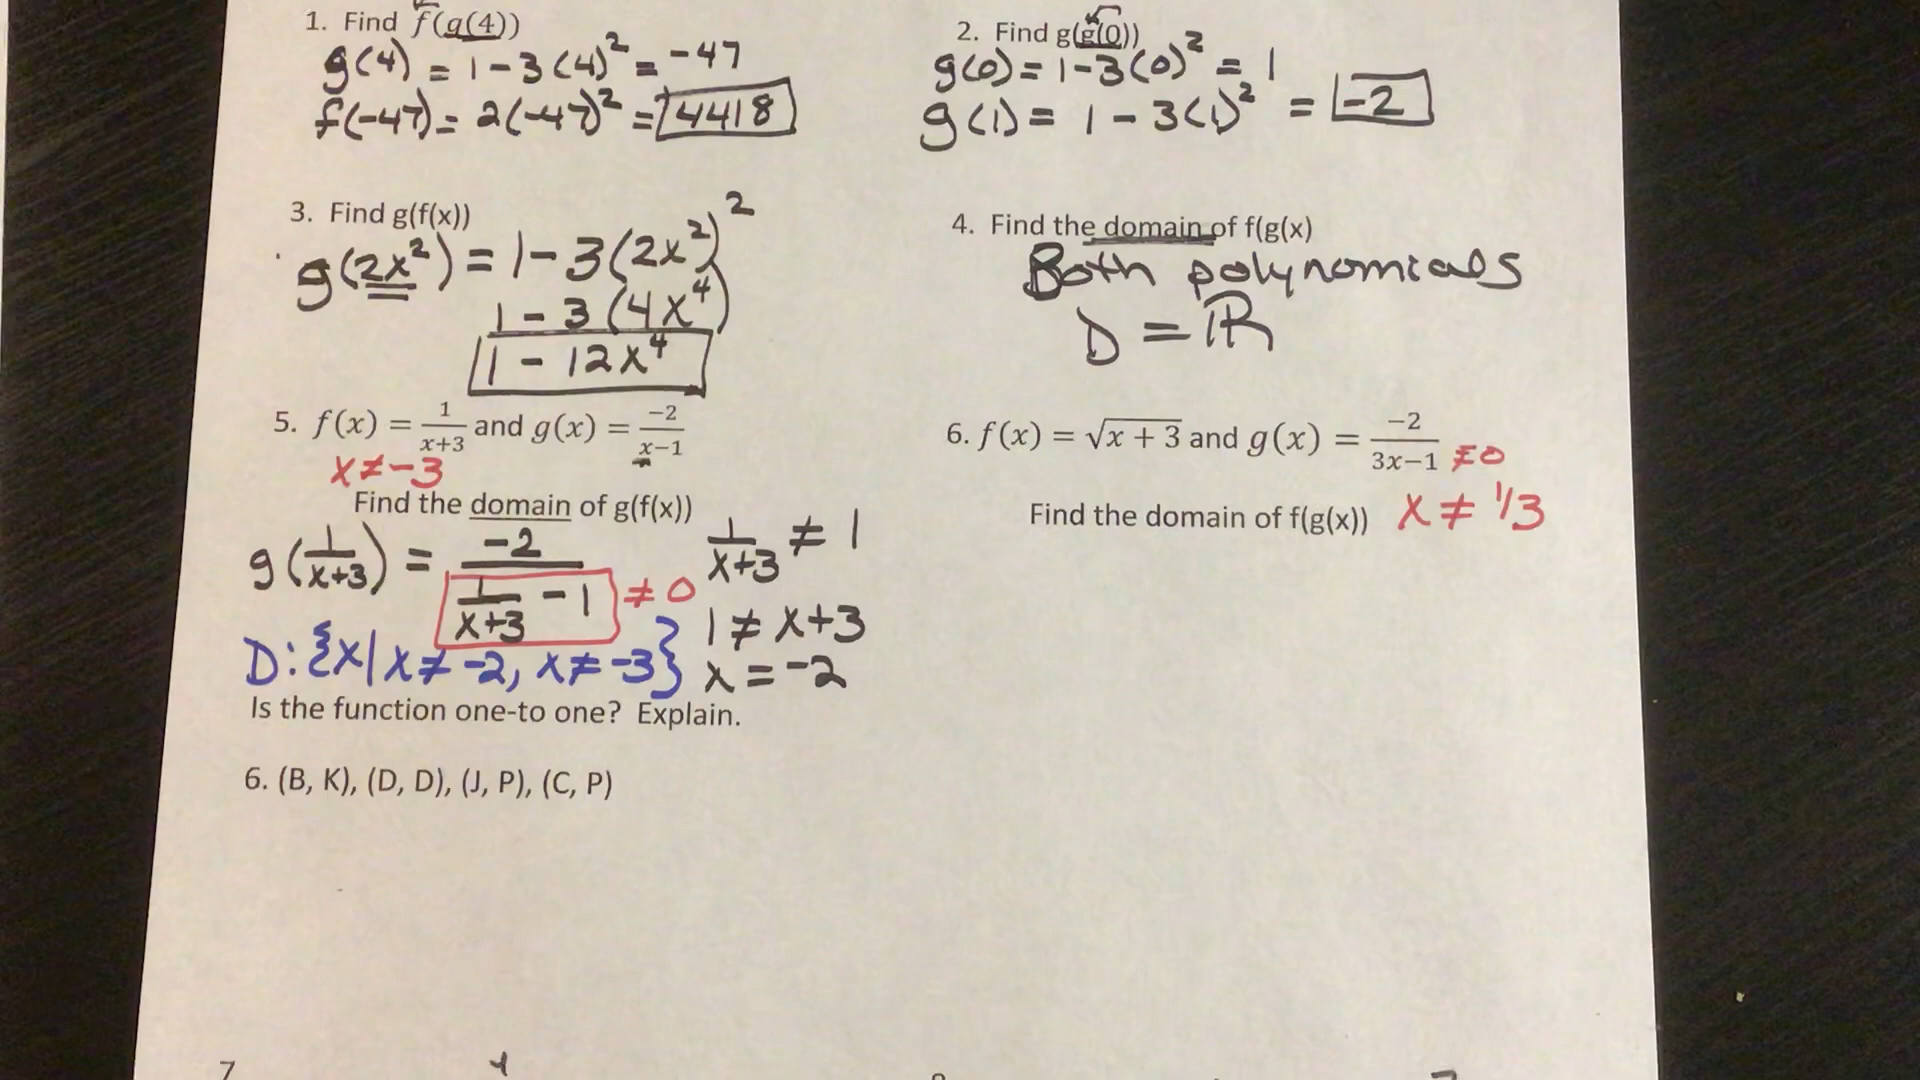 1. Find f(g(4))
g(4) = 1-3(4)² = -47
f(-47) = 2(-47)² = 4418
2. Find g(g(0))
g(0) = 1-3(0)² = 1
g(1) = 1-3(1)² = -2
3. Find g(f(x))
g(2x²) = 1-3(2x²)²
1-3(4x⁴)
1-12x⁴
4. Find the domain of f(g(x)
Both polynomials
D = ℝ
5. f(x) = 1/(x+3) and g(x) = -2/(x-1)
x ≠ -3
Find the domain of g(f(x))
g(1/(x+3)) = -2/(1/(x+3) - 1) ≠ 0
1/(x+3) ≠ 1
1 ≠ x+3
x = -2
D: {x| x ≠ -2, x ≠ -3}
6. f(x) = √(x+3) and g(x) = -2/(3x-1) ≠ 0
Find the domain of f(g(x)) x ≠ 1/3
Is the function one-to one? Explain.
6. (B, K), (D, D), (J, P), (C, P)